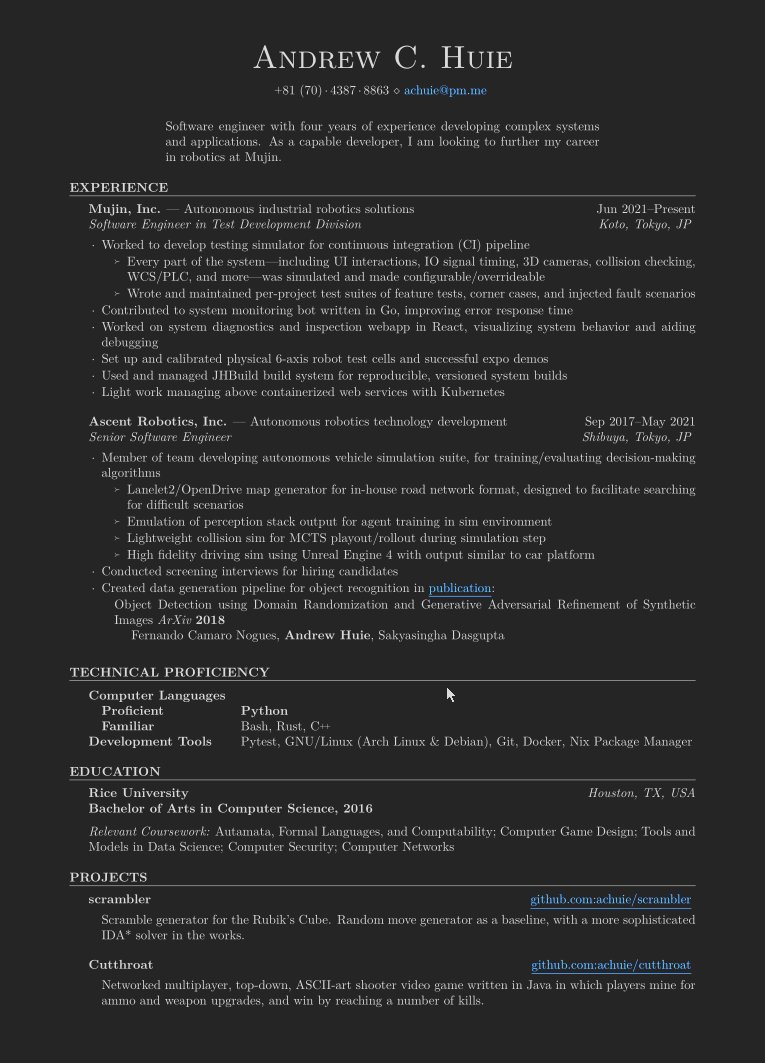 Andrew C. Huie
+81 (70) · 4387 · 8863 ⋄ achuie@pm.me
Software engineer with four years of experience developing complex systems
and applications. As a capable developer, I am looking to further my career
in robotics at Mujin.
EXPERIENCE
Mujin, Inc. — Autonomous industrial robotics solutions Jun 2021–Present
Software Engineer in Test Development Division Koto, Tokyo, JP
· Worked to develop testing simulator for continuous integration (CI) pipeline
➢ Every part of the system—including UI interactions, IO signal timing, 3D cameras, collision checking,
WCS/PLC, and more—was simulated and made configurable/overrideable
➢ Wrote and maintained per-project test suites of feature tests, corner cases, and injected fault scenarios
· Contributed to system monitoring bot written in Go, improving error response time
· Worked on system diagnostics and inspection webapp in React, visualizing system behavior and aiding
debugging
· Set up and calibrated physical 6-axis robot test cells and successful expo demos
· Used and managed JHBuild build system for reproducible, versioned system builds
· Light work managing above containerized web services with Kubernetes
Ascent Robotics, Inc. — Autonomous robotics technology development Sep 2017–May 2021
Senior Software Engineer Shibuya, Tokyo, JP
· Member of team developing autonomous vehicle simulation suite, for training/evaluating decision-making
algorithms
➢ Lanelet2/OpenDrive map generator for in-house road network format, designed to facilitate searching
for difficult scenarios
➢ Emulation of perception stack output for agent training in sim environment
➢ Lightweight collision sim for MCTS playout/rollout during simulation step
➢ High fidelity driving sim using Unreal Engine 4 with output similar to car platform
· Conducted screening interviews for hiring candidates
· Created data generation pipeline for object recognition in publication:
Object Detection using Domain Randomization and Generative Adversarial Refinement of Synthetic
Images ArXiv 2018
Fernando Camaro Nogues, Andrew Huie, Sakyasingha Dasgupta
TECHNICAL PROFICIENCY
Computer Languages
Proficient Python
Familiar Bash, Rust, C++
Development Tools Pytest, GNU/Linux (Arch Linux & Debian), Git, Docker, Nix Package Manager
EDUCATION
Rice University Houston, TX, USA
Bachelor of Arts in Computer Science, 2016
Relevant Coursework: Automata, Formal Languages, and Computability; Computer Game Design; Tools and
Models in Data Science; Computer Security; Computer Networks
PROJECTS
scrambler github.com:achuie/scrambler
Scramble generator for the Rubik's Cube. Random move generator as a baseline, with a more sophisticated
IDA* solver in the works.
Cutthroat github.com:achuie/cutthroat
Networked multiplayer, top-down, ASCII-art shooter video game written in Java in which players mine for
ammo and weapon upgrades, and win by reaching a number of kills.